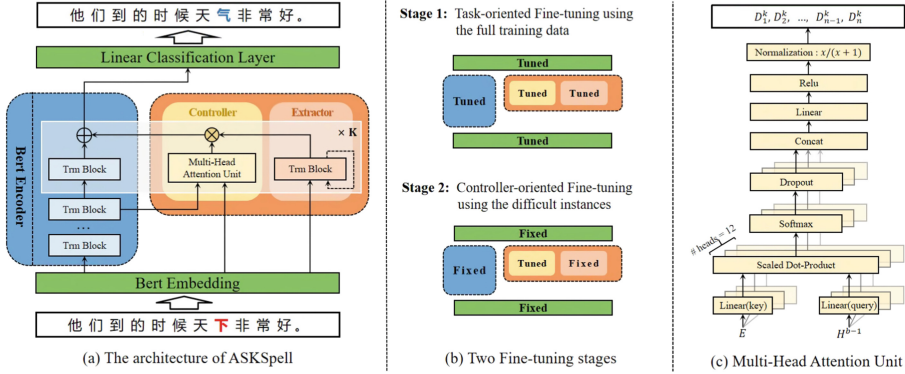 他们到的时候天气非常好。
Linear Classification Layer
Bert Encoder
Controller
Extractor
× K
Trm Block
Multi-Head
Attention Unit
Trm Block
Trm Block
...
Trm Block
Bert Embedding
他们到的时候天下非常好。
(a) The architecture of ASKSpell
Stage 1: Task-oriented Fine-tuning using
the full training data
Tuned
Tuned
Tuned Tuned
Tuned
Stage 2: Controller-oriented Fine-tuning
using the difficult instances
Fixed
Fixed
Tuned Fixed
Fixed
(b) Two Fine-tuning stages
D₁ᵏ, D₂ᵏ, ..., Dₙ₋₁ᵏ, Dₙᵏ
Normalization : x/(x + 1)
Relu
Linear
Concat
Dropout
Softmax
# heads = 12
Scaled Dot-Product
Linear(key) Linear(query)
E Hᵇ⁻¹
(c) Multi-Head Attention Unit